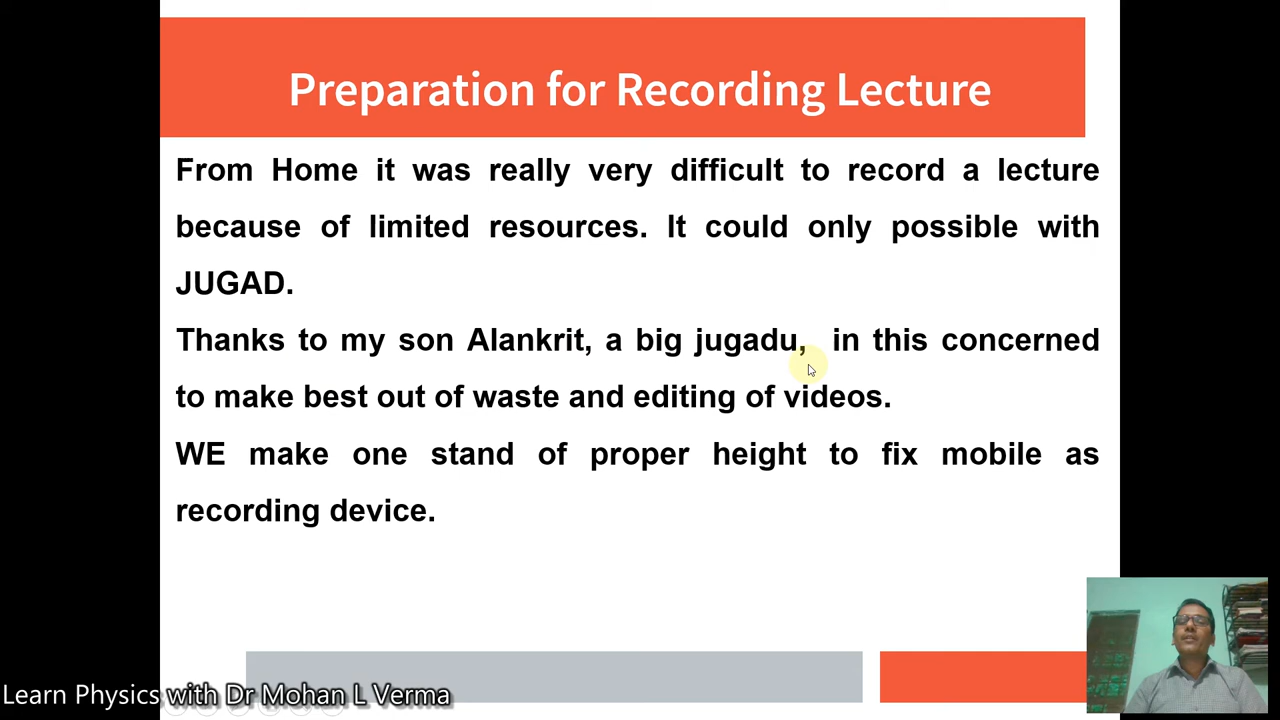 Preparation for Recording Lecture
From Home it was really very difficult to record a lecture
because of limited resources. It could only possible with
JUGAD.
Thanks to my son Alankrit, a big jugadu, in this concerned
to make best out of waste and editing of videos.
WE make one stand of proper height to fix mobile as
recording device.
Learn Physics with Dr Mohan L Verma